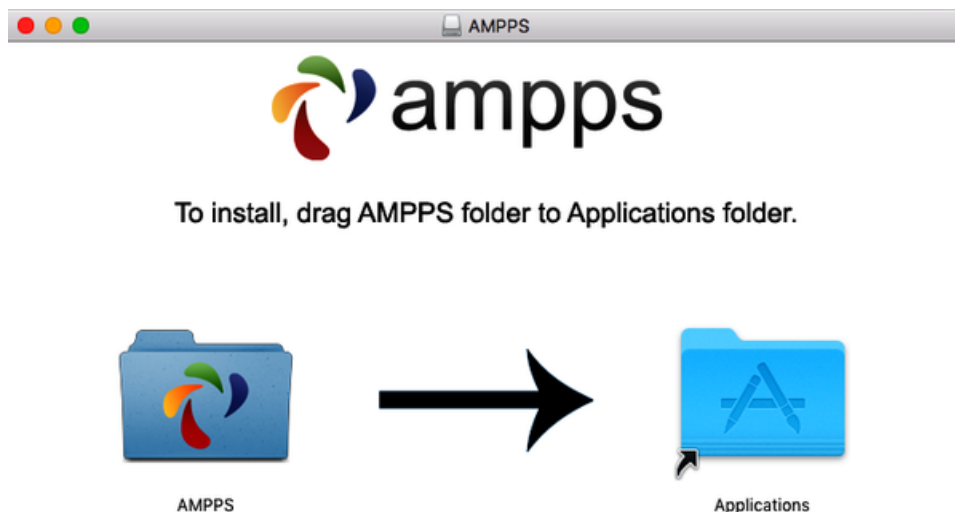 AMPPS
ampps
To install, drag AMPPS folder to Applications folder.
AMPPS
Applications